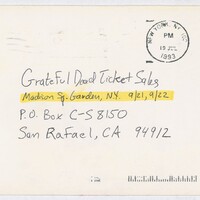 NEW YORK, NY
PM
19 JUL
1993
Grateful Dead Ticket Sales
Madison Sq. Garden, N.Y. 9/21, 9/22
P.O. Box C-S 8150
San Rafael, CA 94912